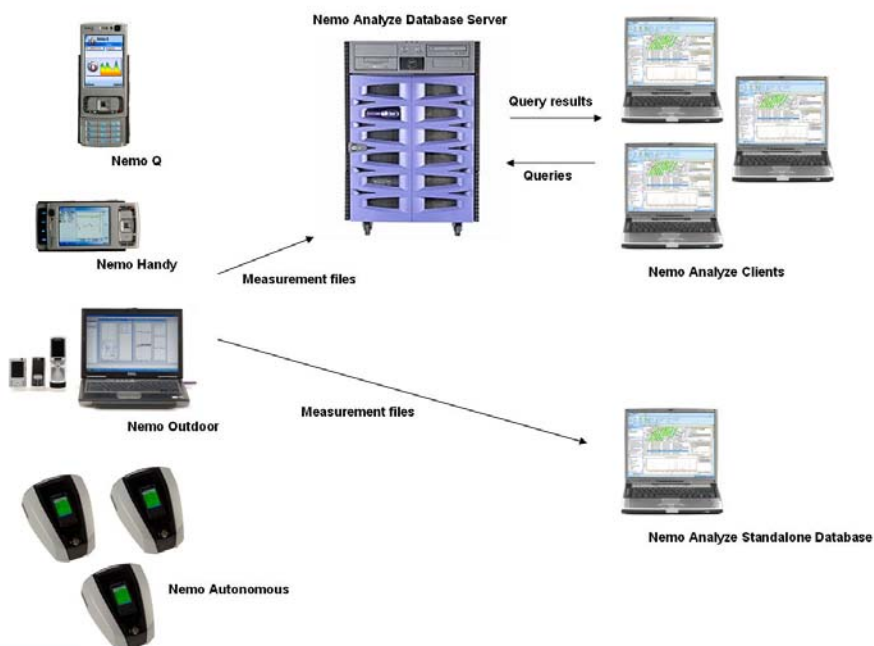 Nemo Analyze Database Server
Query results
Queries
Nemo Q
Nemo Handy
Measurement files
Nemo Analyze Clients
Nemo Outdoor
Measurement files
Nemo Analyze Standalone Database
Nemo Autonomous